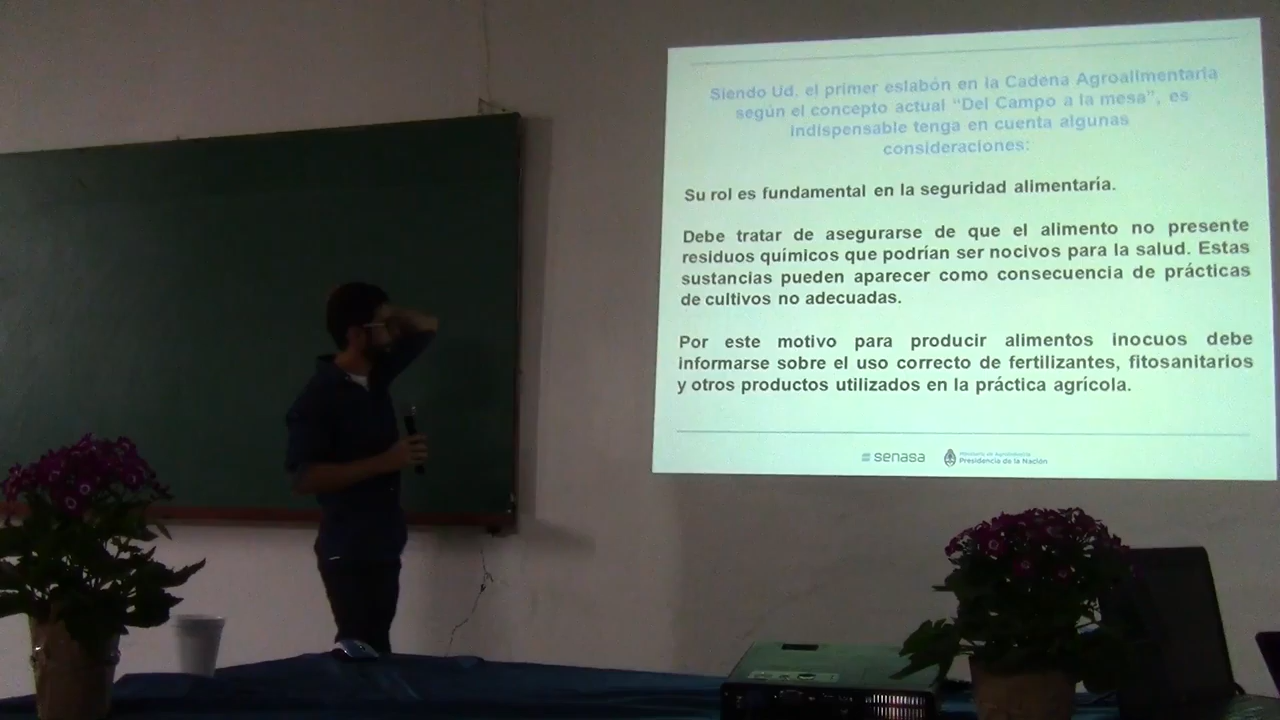 Siendo Ud. el primer eslabón en la Cadena Agroalimentaria
según el concepto actual “Del Campo a la mesa”, es
indispensable tenga en cuenta algunas
consideraciones:
Su rol es fundamental en la seguridad alimentaría.
Debe tratar de asegurarse de que el alimento no presente
residuos químicos que podrían ser nocivos para la salud. Estas
sustancias pueden aparecer como consecuencia de prácticas
de cultivos no adecuadas.
Por este motivo para producir alimentos inocuos debe
informarse sobre el uso correcto de fertilizantes, fitosanitarios
y otros productos utilizados en la práctica agrícola.
senasa
Ministerio de Agroindustria
Presidencia de la Nación